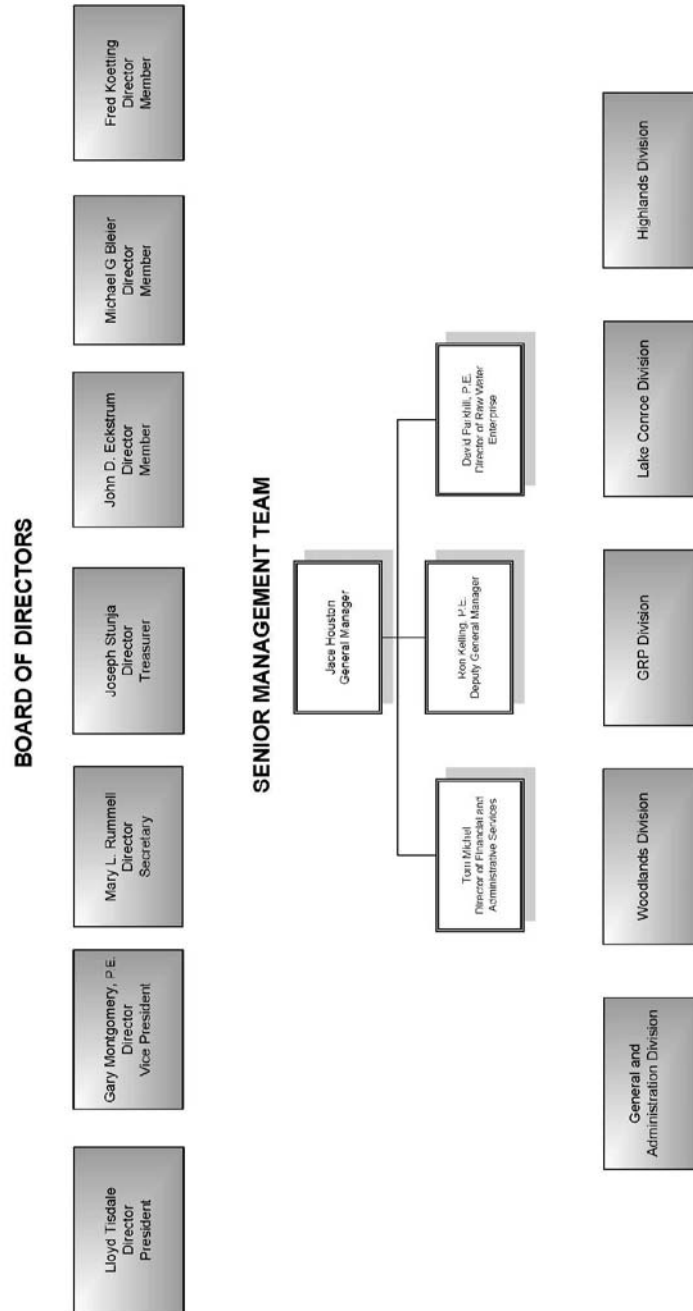 BOARD OF DIRECTORS
Lloyd Tisdale
Director
President
Gary Montgomery, P.E.
Director
Vice President
Mary L. Rummell
Director
Secretary
Joseph Stunja
Director
Treasurer
John D. Eckstrum
Director
Member
Michael G Bleier
Director
Member
Fred Koetting
Director
Member
SENIOR MANAGEMENT TEAM
Jace Houston
General Manager
Tom Michel
Director of Financial and
Administrative Services
Ron Kelling, P.E.
Deputy General Manager
David Parkhill, P.E.
Director of Raw Water
Enterprise
General and
Administration Division
Woodlands Division
GRP Division
Lake Conroe Division
Highlands Division